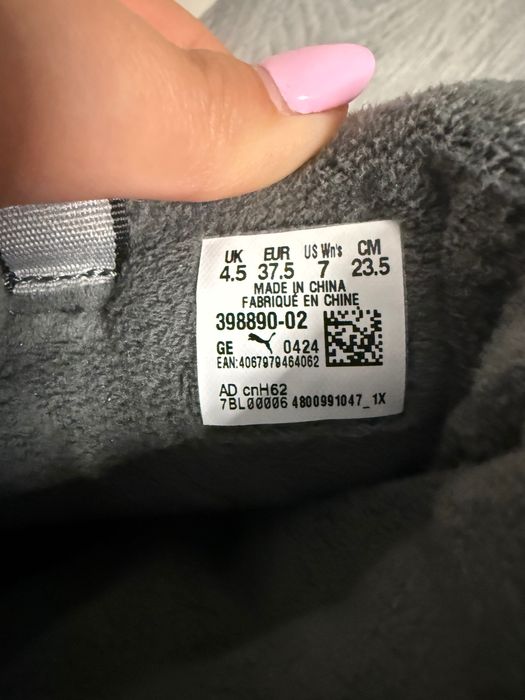 UK EUR US Wn's CM
4.5 37.5 7 23.5
MADE IN CHINA
FABRIQUÉ EN CHINE
398890-02
GE 0424
EAN:4067979464062
AD cnH62
7BL00006 4800991047_1X